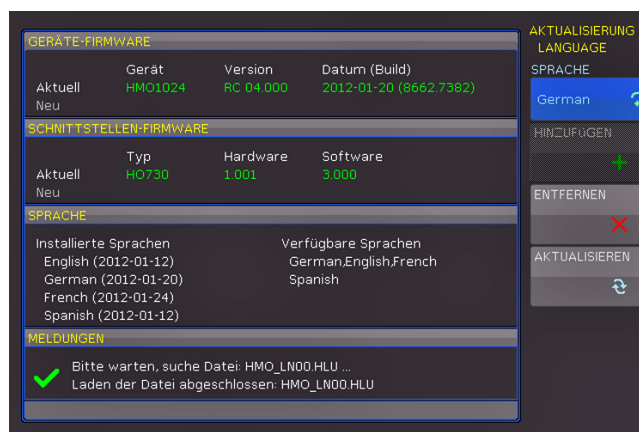 GERÄTE-FIRMWARE
Gerät Version Datum (Build)
Aktuell HMO1024 RC 04.000 2012-01-20 (8662.7382)
Neu
SCHNITTSTELLEN-FIRMWARE
Typ Hardware Software
Aktuell HO730 1.001 3.000
Neu
SPRACHE
Installierte Sprachen Verfügbare Sprachen
English (2012-01-12) German,English,French
German (2012-01-20) Spanish
French (2012-01-24)
Spanish (2012-01-12)
MELDUNGEN
Bitte warten, suche Datei: HMO_LN00.HLU ...
Laden der Datei abgeschlossen: HMO_LN00.HLU
AKTUALISIERUNG
LANGUAGE
SPRACHE
German
HINZUFüGEN
ENTFERNEN
AKTUALISIEREN